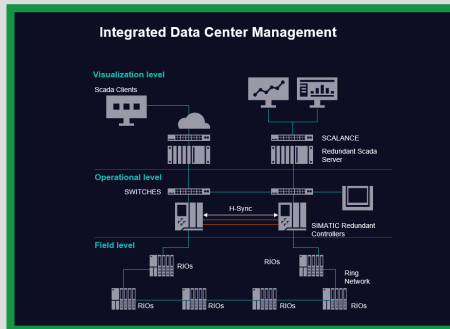 Integrated Data Center Management
Visualization level
Scada Clients
SCALANCE
Redundant Scada
Server
Operational level
SWITCHES
H-Sync
SIMATIC Redundant
Controllers
Field level
RIOs
RIOs
Ring
Network
RIOs
RIOs
RIOs
RIOs